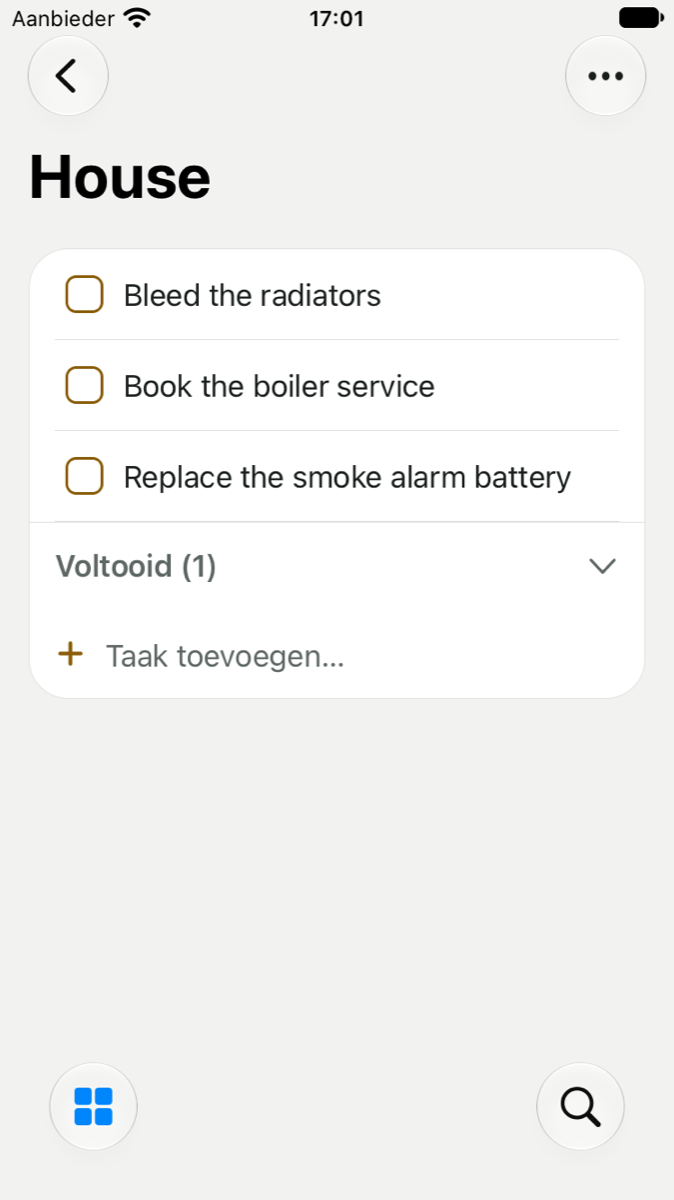 Aanbieder 17:01
House
Bleed the radiators
Book the boiler service
Replace the smoke alarm battery
Voltooid (1)
Taak toevoegen...